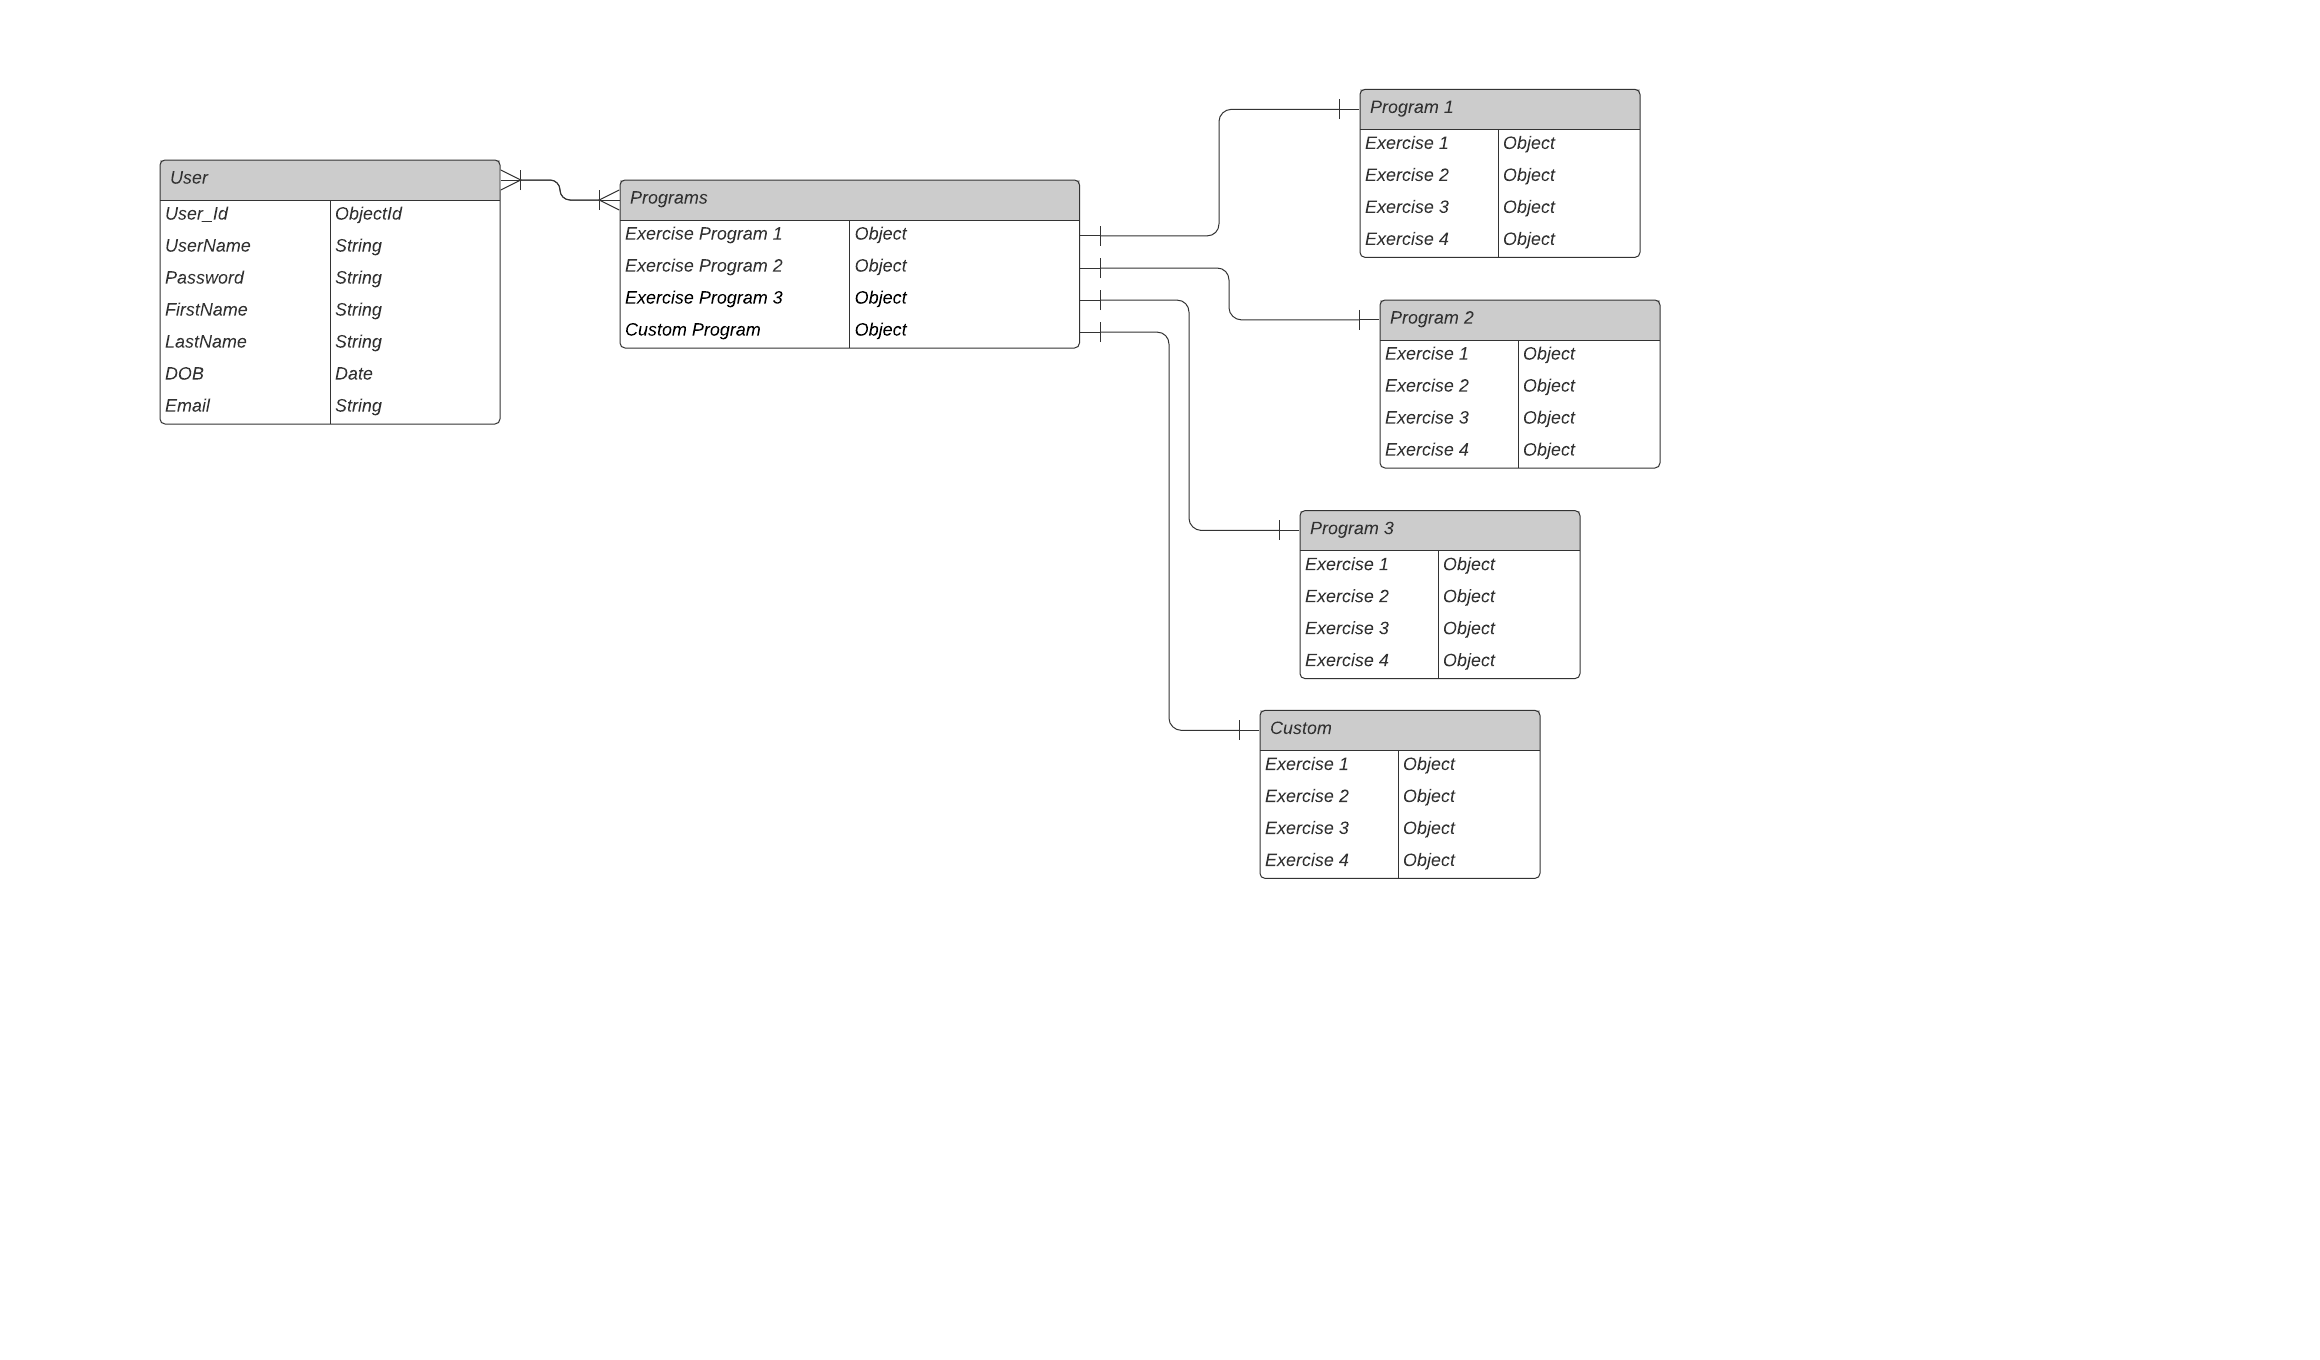 User
User_Id ObjectId
UserName String
Password String
FirstName String
LastName String
DOB Date
Email String
Programs
Exercise Program 1 Object
Exercise Program 2 Object
Exercise Program 3 Object
Custom Program Object
Program 1
Exercise 1 Object
Exercise 2 Object
Exercise 3 Object
Exercise 4 Object
Program 2
Exercise 1 Object
Exercise 2 Object
Exercise 3 Object
Exercise 4 Object
Program 3
Exercise 1 Object
Exercise 2 Object
Exercise 3 Object
Exercise 4 Object
Custom
Exercise 1 Object
Exercise 2 Object
Exercise 3 Object
Exercise 4 Object